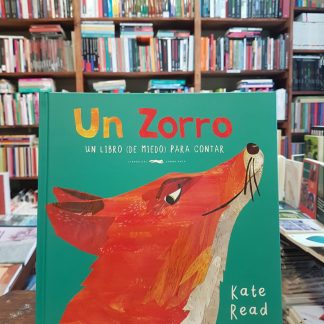 Un Zorro
UN LIBRO (DE MIEDO) PARA CONTAR
Kate
Read